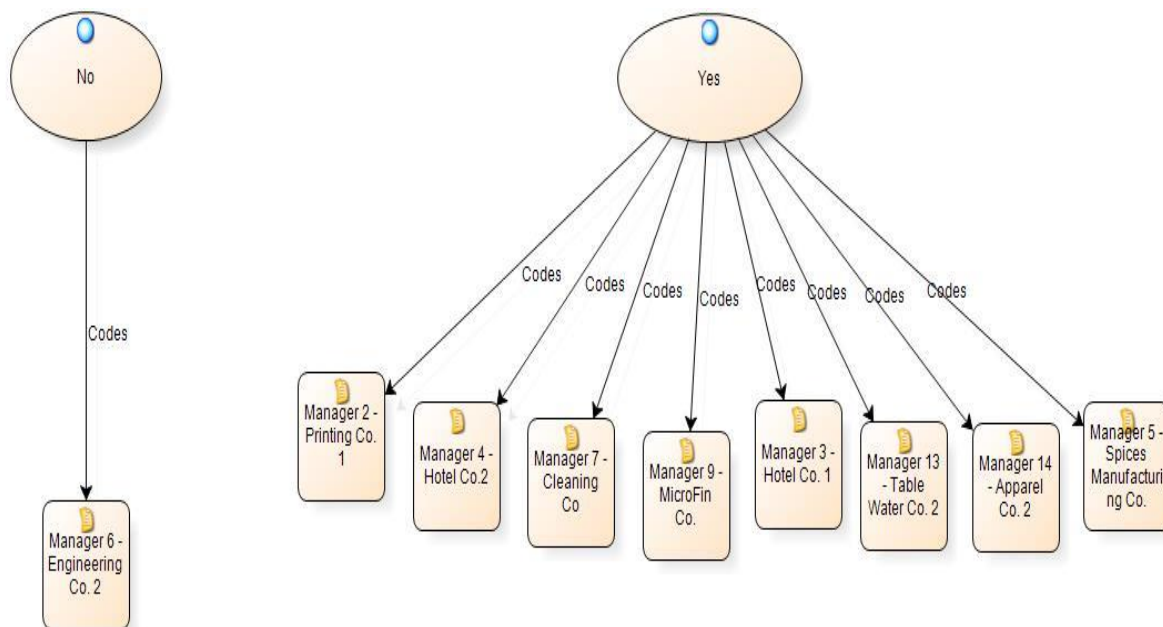 No
Yes
Codes
Codes
Codes
Codes
Codes
Codes
Codes
Codes
Codes
Manager 2 -
Printing Co.
1
Manager 4 -
Hotel Co.2
Manager 7 -
Cleaning
Co
Manager 9 -
MicroFin
Co.
Manager 3 -
Hotel Co. 1
Manager 13
- Table
Water Co. 2
Manager 14
- Apparel
Co. 2
Manager 5 -
Spices
Manufacturi
ng Co.
Manager 6 -
Engineering
Co. 2